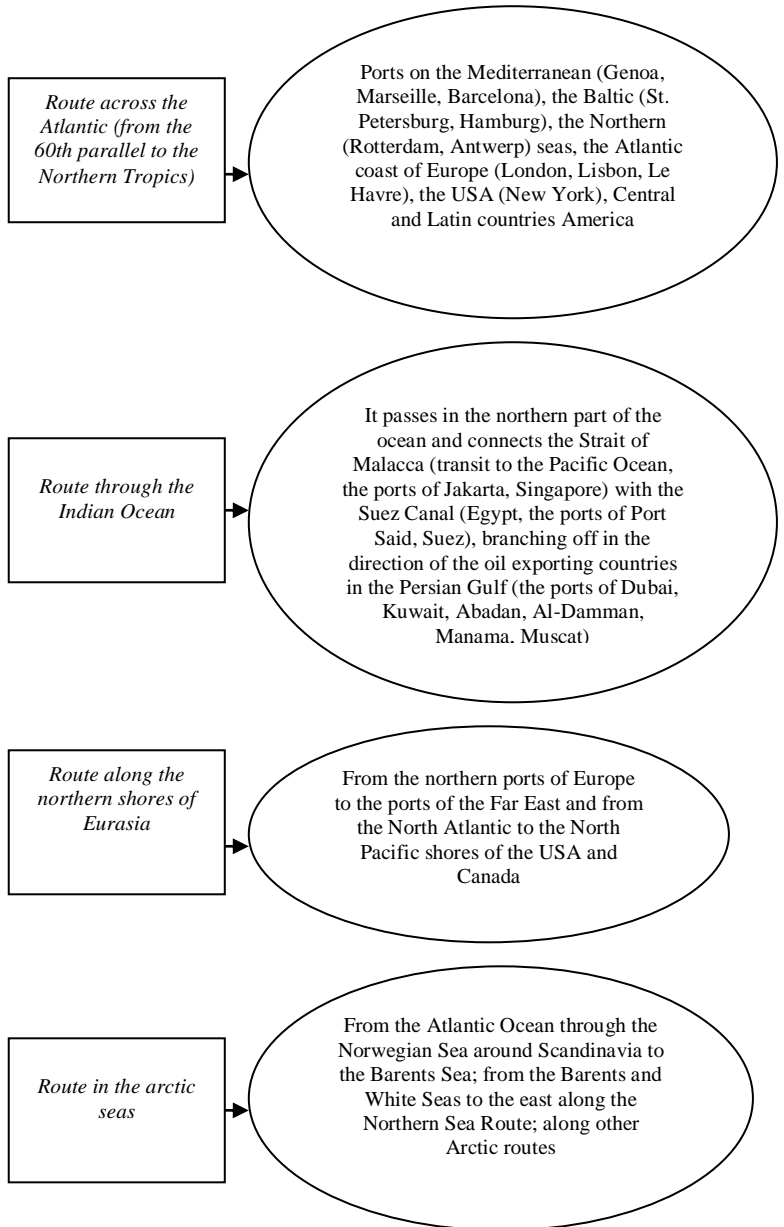 Route across the
Atlantic (from the
60th parallel to the
Northern Tropics)
Ports on the Mediterranean (Genoa,
Marseille, Barcelona), the Baltic (St.
Petersburg, Hamburg), the Northern
(Rotterdam, Antwerp) seas, the Atlantic
coast of Europe (London, Lisbon, Le
Havre), the USA (New York), Central
and Latin countries America
Route through the
Indian Ocean
It passes in the northern part of the
ocean and connects the Strait of
Malacca (transit to the Pacific Ocean,
the ports of Jakarta, Singapore) with the
Suez Canal (Egypt, the ports of Port
Said, Suez), branching off in the
direction of the oil exporting countries
in the Persian Gulf (the ports of Dubai,
Kuwait, Abadan, Al-Damman,
Manama, Muscat)
Route along the
northern shores of
Eurasia
From the northern ports of Europe
to the ports of the Far East and from
the North Atlantic to the North
Pacific shores of the USA and
Canada
Route in the arctic
seas
From the Atlantic Ocean through the
Norwegian Sea around Scandinavia to
the Barents Sea; from the Barents and
White Seas to the east along the
Northern Sea Route; along other
Arctic routes